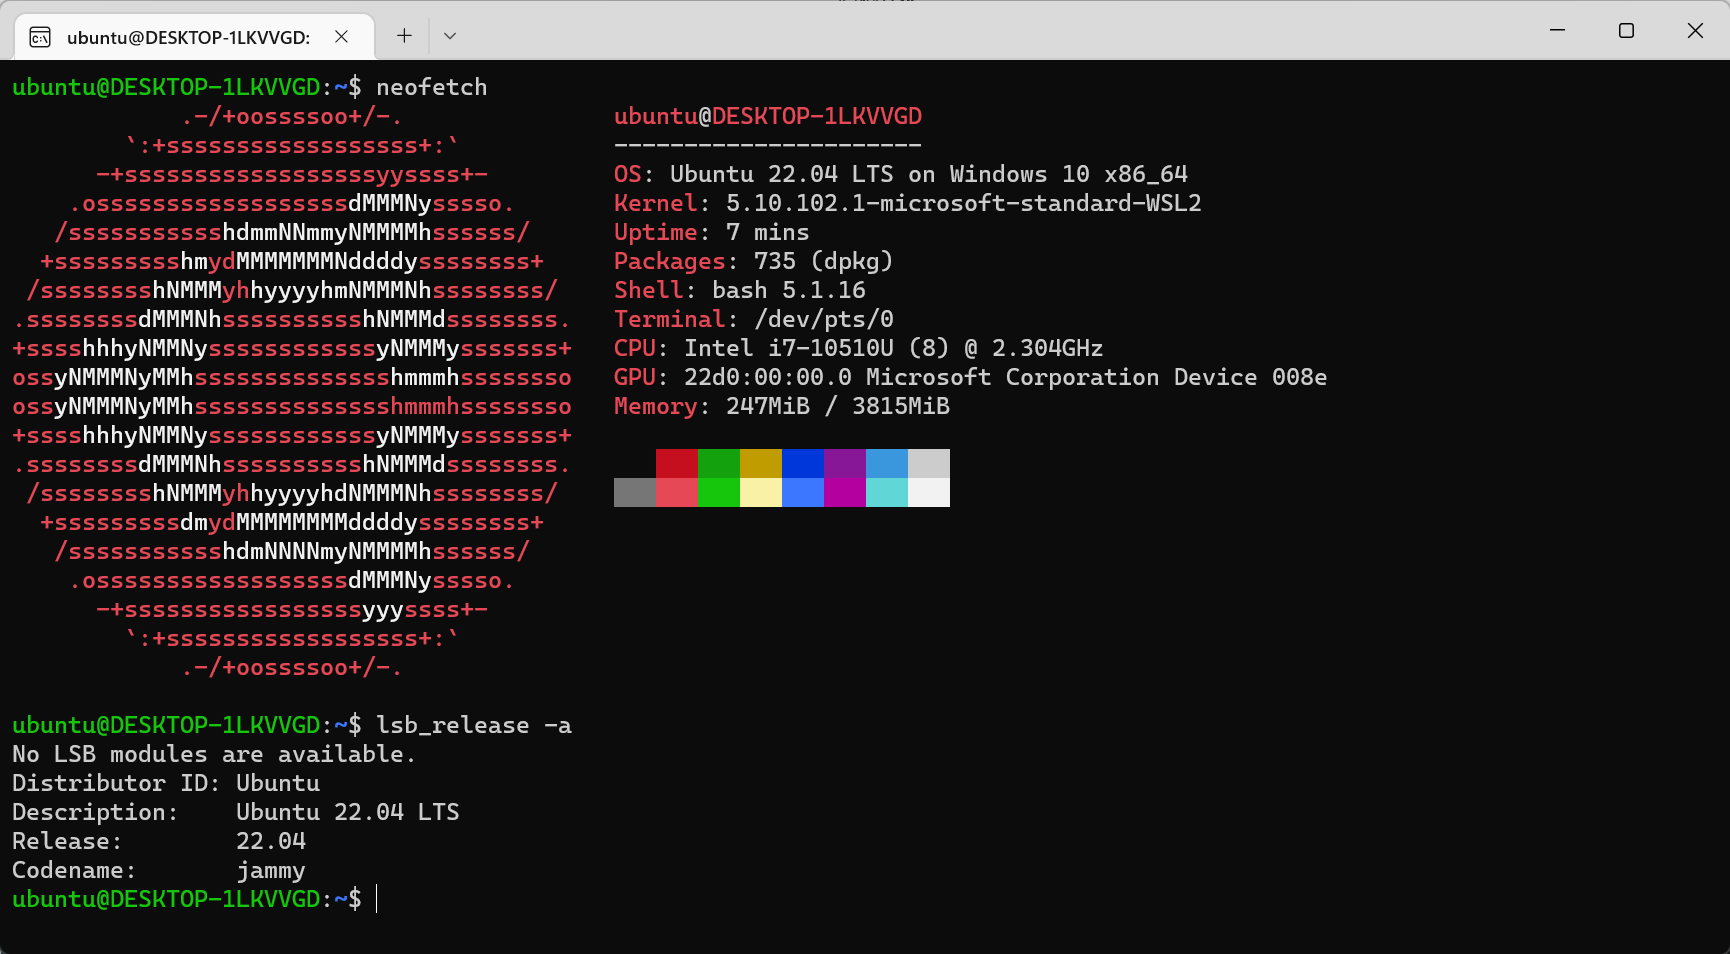 ubuntu@DESKTOP-1LKVVGD:
ubuntu@DESKTOP-1LKVVGD:~$ neofetch
            .-/+oossssoo+/-.               ubuntu@DESKTOP-1LKVVGD
        `:+ssssssssssssssssss+:`           ----------------------
      -+ssssssssssssssssssyyssss+-         OS: Ubuntu 22.04 LTS on Windows 10 x86_64
    .ossssssssssssssssssdMMMNysssso.       Kernel: 5.10.102.1-microsoft-standard-WSL2
   /ssssssssssshdmmNNmmyNMMMMhssssss/      Uptime: 7 mins
  +ssssssssshmydMMMMMMMNddddyssssssss+     Packages: 735 (dpkg)
 /sssssssshNMMMyhhyyyyhmNMMMNhssssssss/    Shell: bash 5.1.16
.ssssssssdMMMNhsssssssssshNMMMdssssssss.   Terminal: /dev/pts/0
+sssshhhyNMMNyssssssssssssyNMMMysssssss+   CPU: Intel i7-10510U (8) @ 2.304GHz
ossyNMMMNyMMhsssssssssssssshmmmhssssssso   GPU: 22d0:00:00.0 Microsoft Corporation Device 008e
ossyNMMMNyMMhsssssssssssssshmmmhssssssso   Memory: 247MiB / 3815MiB
+sssshhhyNMMNyssssssssssssyNMMMysssssss+
.ssssssssdMMMNhsssssssssshNMMMdssssssss.
 /sssssssshNMMMyhhyyyyhdNMMMNhssssssss/
  +sssssssssdmydMMMMMMMMddddyssssssss+
   /ssssssssssshdmNNNNmyNMMMMhssssss/
    .ossssssssssssssssssdMMMNysssso.
      -+sssssssssssssssssyyyssss+-
        `:+ssssssssssssssssss+:`
            .-/+oossssoo+/-.
ubuntu@DESKTOP-1LKVVGD:~$ lsb_release -a
No LSB modules are available.
Distributor ID: Ubuntu
Description:    Ubuntu 22.04 LTS
Release:        22.04
Codename:       jammy
ubuntu@DESKTOP-1LKVVGD:~$